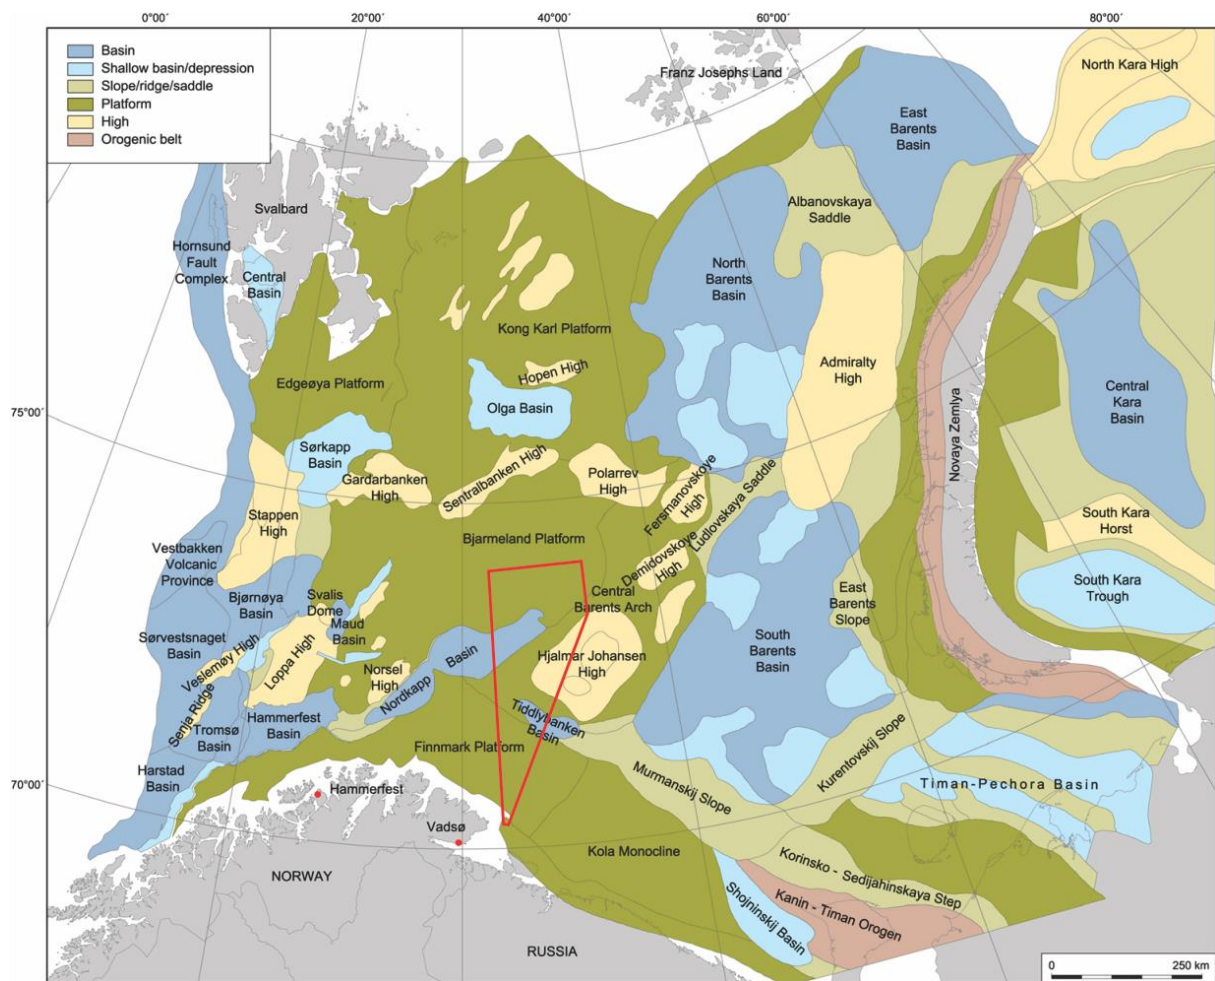 0°00´
20°00´
40°00´
60°00´
80°00´
Basin
Shallow basin/depression
Slope/ridge/saddle
Platform
High
Orogenic belt
Franz Josephs Land
North Kara High
East
Barents
Basin
Svalbard
Albanovskaya
Saddle
Hornsund
Fault
Complex
Central
Basin
North
Barents
Basin
Kong Karl Platform
Hopen High
Edgeøya Platform
Admiralty
High
Olga Basin
75°00´
Central
Kara
Basin
Novaya Zemlya
Sørkapp
Basin
Gardarbanken
High
Sentralbanken High
Polarrev
High
Fersmanovskoye
High
Ludlovskaya Saddle
Stappen
High
South Kara
Horst
Bjarmeland Platform
Vestbakken
Volcanic
Province
Demidovskoye
High
South Kara
Trough
Bjørnøya
Basin
Svalis
Dome
Maud
Basin
Central
Barents Arch
East
Barents
Slope
Sørvestsnaget
Basin
Veslemøy High
Loppa High
Norsel
High
Nordkapp
Basin
Hjalmar Johansen
High
South
Barents
Basin
Senja Ridge
Tromsø
Basin
Hammerfest
Basin
Tiddlybanken
Basin
Finnmark Platform
Harstad
Basin
Murmanskij Slope
Kurentovskij Slope
Timan-Pechora Basin
70°00´
Hammerfest
Vadsø
Kola Monocline
Korinsko - Sedijahinskaya Step
NORWAY
Shojninskij Basin
Kanin - Timan Orogen
RUSSIA
0
250 km